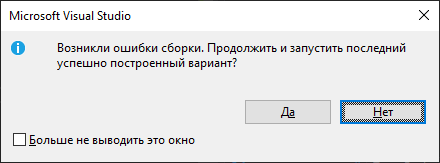 Microsoft Visual Studio
Возникли ошибки сборки. Продолжить и запустить последний
успешно построенный вариант?
Да
Нет
Больше не выводить это окно